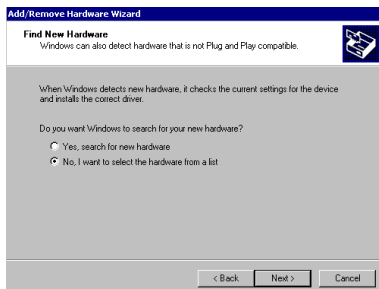 Add/Remove Hardware Wizard
Find New Hardware
Windows can also detect hardware that is not Plug and Play compatible.
When Windows detects new hardware, it checks the current settings for the device
and installs the correct driver.
Do you want Windows to search for your new hardware?
Yes, search for new hardware
No, I want to select the hardware from a list
< Back
Next >
Cancel